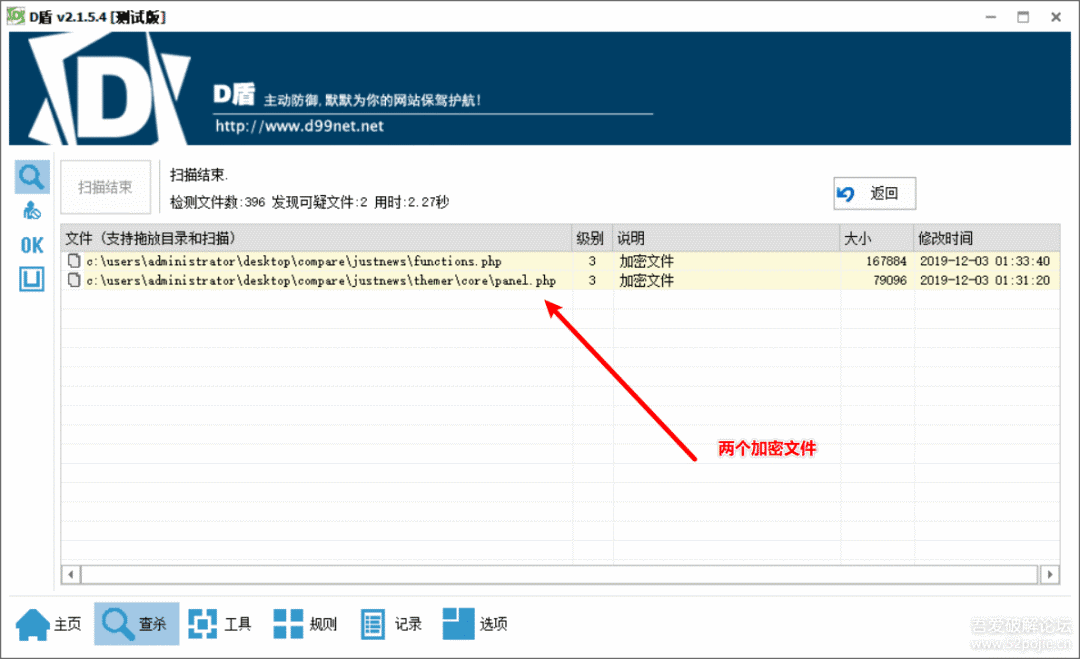 D盾 v2.1.5.4 [测试版]
D盾 主动防御,默默为你的网站保驾护航!
http://www.d99net.net
扫描结束
扫描结束.
检测文件数:396 发现可疑文件:2 用时:2.27秒
返回
文件（支持拖放目录和扫描） 级别 说明 大小 修改时间
c:\users\administrator\desktop\compare\justnews\functions.php 3 加密文件 167884 2019-12-03 01:33:40
c:\users\administrator\desktop\compare\justnews\themer\core\panel.php 3 加密文件 79096 2019-12-03 01:31:20
OK
两个加密文件
主页 查杀 工具 规则 记录 选项
吾爱破解论坛
www.52pojie.cn